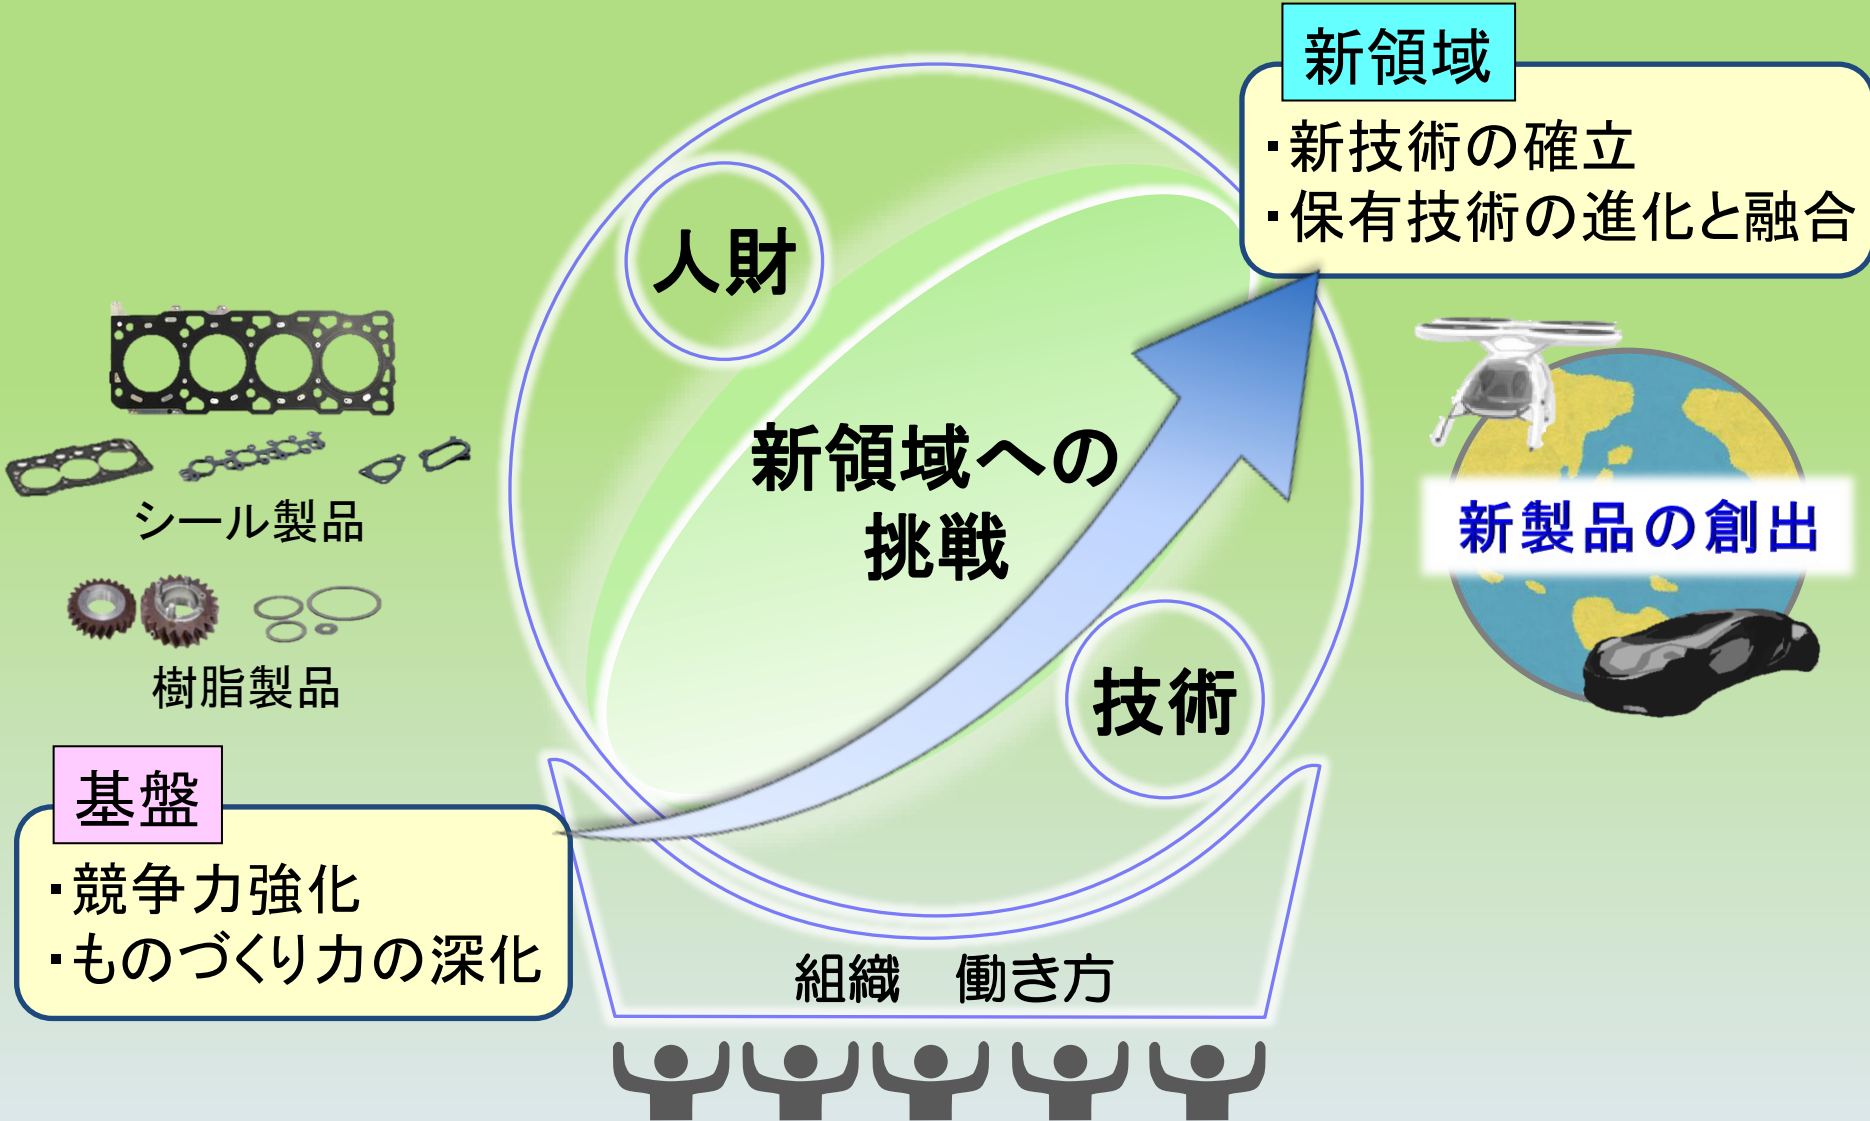 新領域
・新技術の確立
・保有技術の進化と融合
人財
新領域への
挑戦
シール製品
新製品の創出
樹脂製品
技術
基盤
・競争力強化
・ものづくり力の深化
組織　働き方